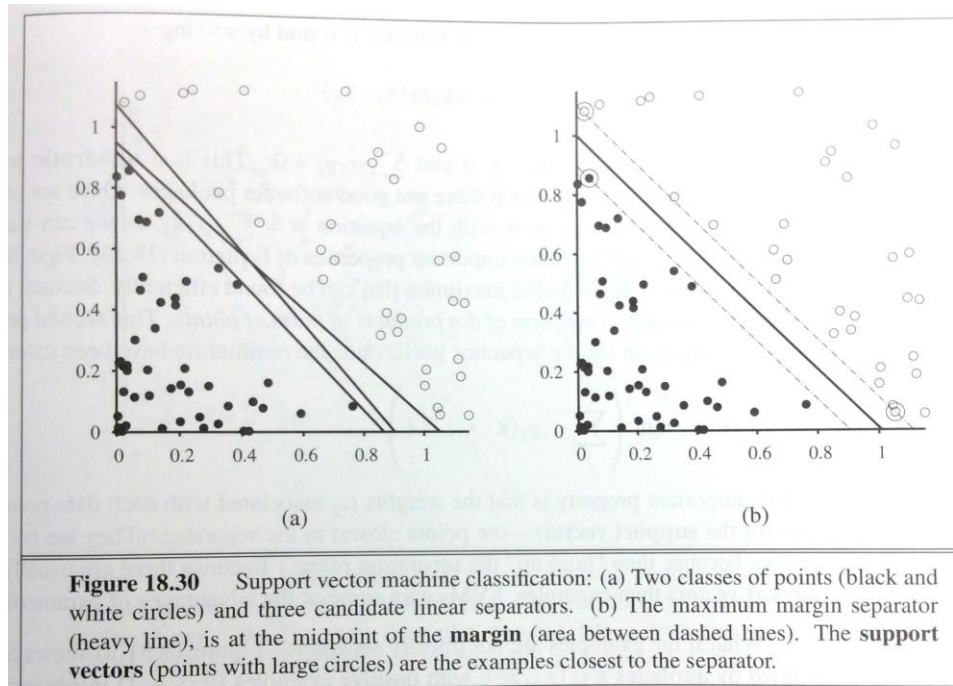 1
0.8
0.6
0.4
0.2
0
0 0.2 0.4 0.6 0.8 1
(a)
1
0.8
0.6
0.4
0.2
0
0 0.2 0.4 0.6 0.8 1
(b)
Figure 18.30 Support vector machine classification: (a) Two classes of points (black and
white circles) and three candidate linear separators. (b) The maximum margin separator
(heavy line), is at the midpoint of the margin (area between dashed lines). The support
vectors (points with large circles) are the examples closest to the separator.